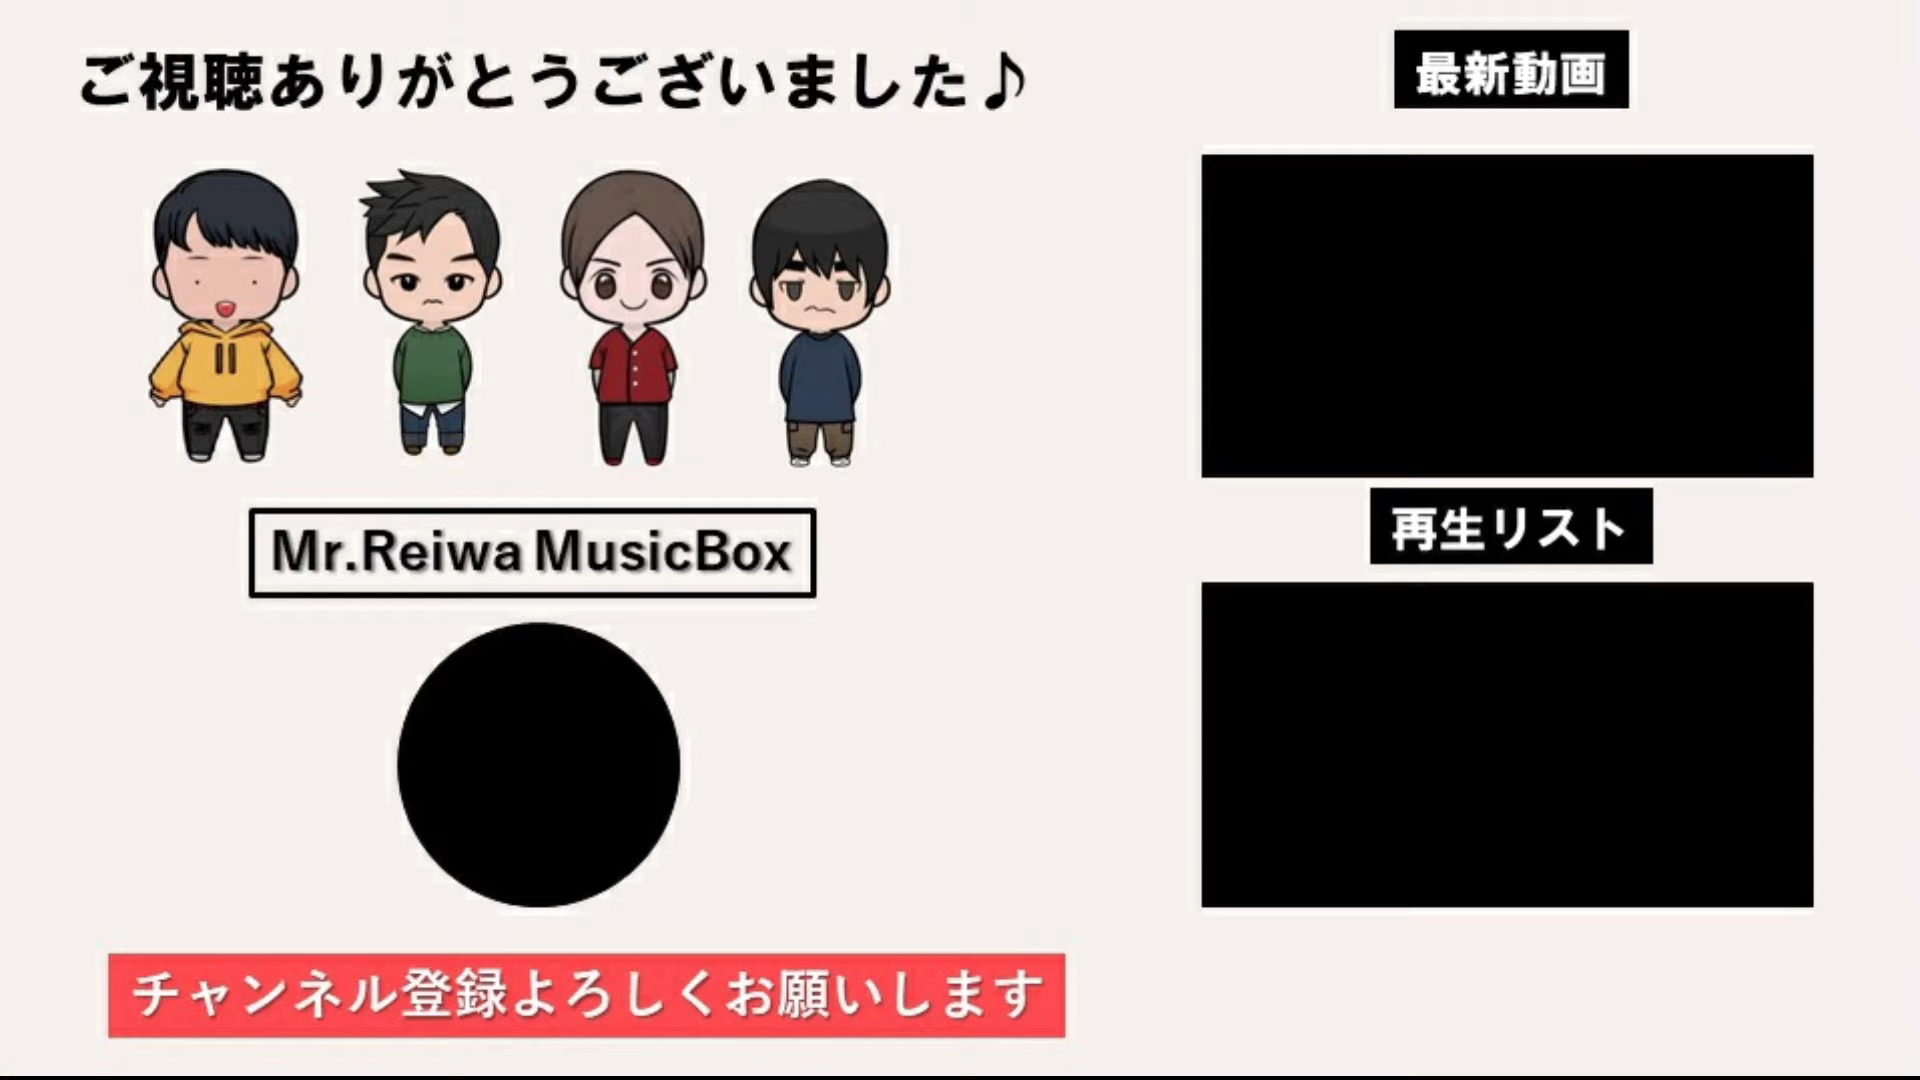 ご視聴ありがとうございました♪
Mr.Reiwa MusicBox
チャンネル登録よろしくお願いします
最新動画
再生リスト